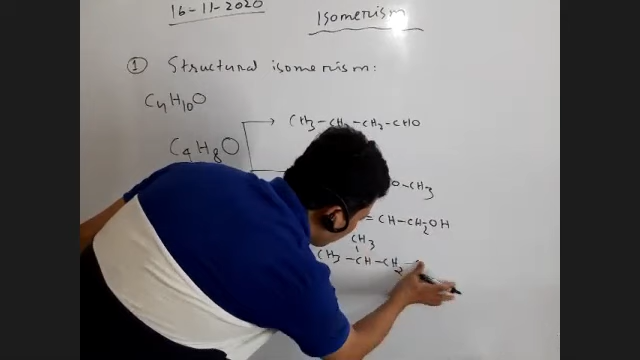 16-11-2020
Isomerism
① Structural isomerism:
C4H10O
C4H8O
CH3-CH2-CH2-CHO
O-CH3
=CH-CH2OH
CH3
CH3-CH-CH2-